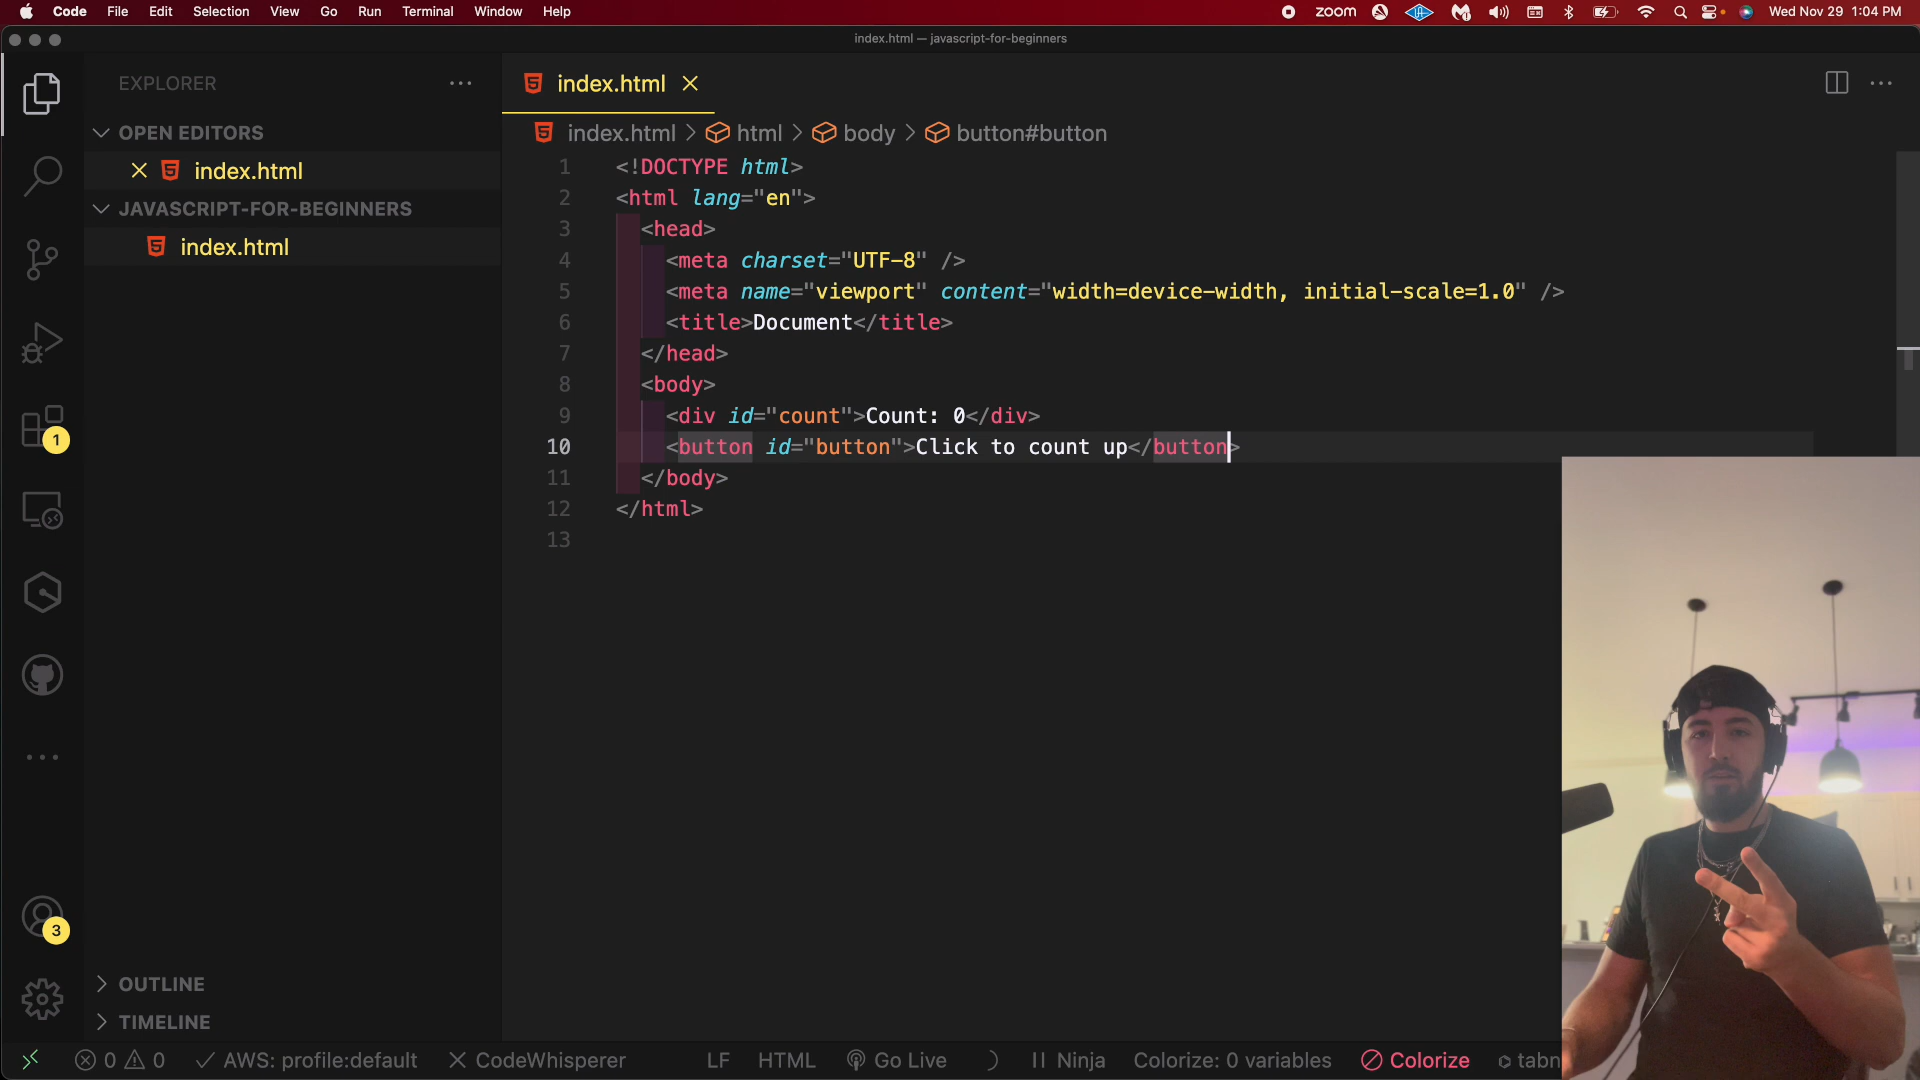 Code File Edit Selection View Go Run Terminal Window Help
zoom
Wed Nov 29 1:04 PM
index.html — javascript-for-beginners
EXPLORER
OPEN EDITORS
index.html
JAVASCRIPT-FOR-BEGINNERS
index.html
1
3
OUTLINE
TIMELINE
index.html
index.html > html > body > button#button
1 <!DOCTYPE html>
2 <html lang="en">
3 <head>
4 <meta charset="UTF-8" />
5 <meta name="viewport" content="width=device-width, initial-scale=1.0" />
6 <title>Document</title>
7 </head>
8 <body>
9 <div id="count">Count: 0</div>
10 <button id="button">Click to count up</button>
11 </body>
12 </html>
13
0 0 AWS: profile:default CodeWhisperer LF HTML Go Live Ninja Colorize: 0 variables Colorize tabn